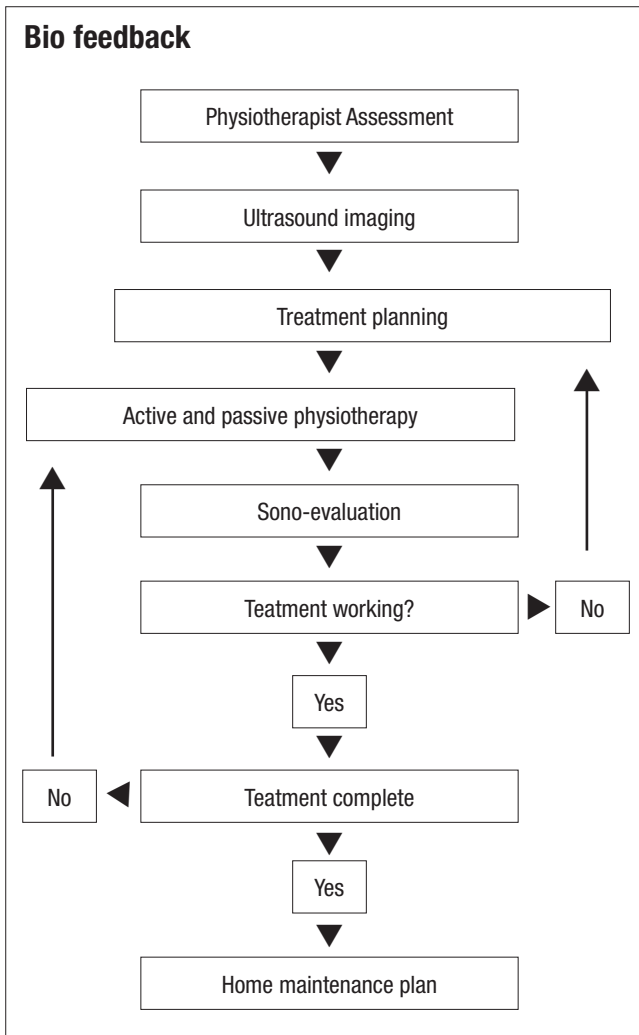 Bio feedback
Physiotherapist Assessment
Ultrasound imaging
Treatment planning
Active and passive physiotherapy
Sono-evaluation
Teatment working?
No
Yes
No
Teatment complete
Yes
Home maintenance plan